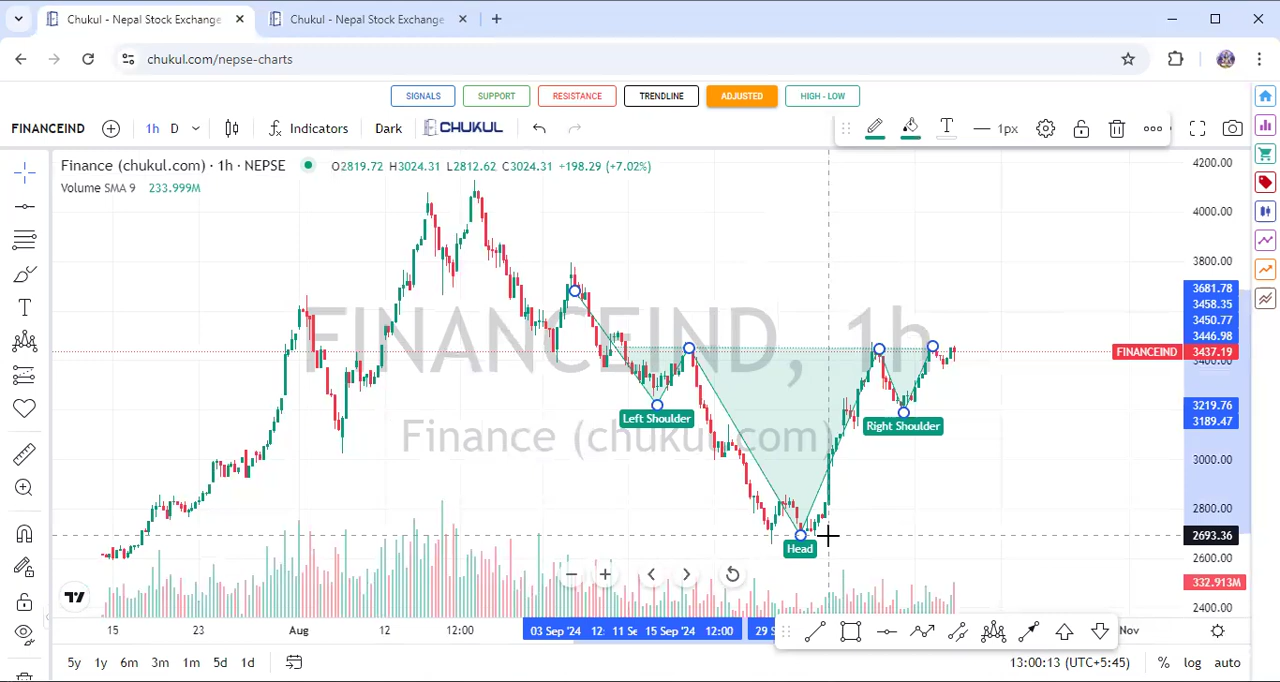 Chukul - Nepal Stock Exchange
Chukul - Nepal Stock Exchange
chukul.com/nepse-charts
SIGNALS SUPPORT RESISTANCE TRENDLINE ADJUSTED HIGH - LOW
FINANCEIND 1h D Indicators Dark CHUKUL T 1px
Finance (chukul.com) · 1h · NEPSE O2819.72 H3024.31 L2812.62 C3024.31 +198.29 (+7.02%)
Volume SMA 9 233.999M
FINANCEIND, 1h
Finance (chukul.com)
Left Shoulder
Head
Right Shoulder
4200.00
4000.00
3800.00
3681.78
3458.35
3450.77
3446.98
FINANCEIND 3437.19
3400.00
3219.76
3189.47
3000.00
2800.00
2693.36
2600.00
332.913M
2400.00
15 23 Aug 12 12:00 03 Sep '24 12: 11 Se 15 Sep '24 12:00 29 Nov
5y 1y 6m 3m 1m 5d 1d 13:00:13 (UTC+5:45) % log auto